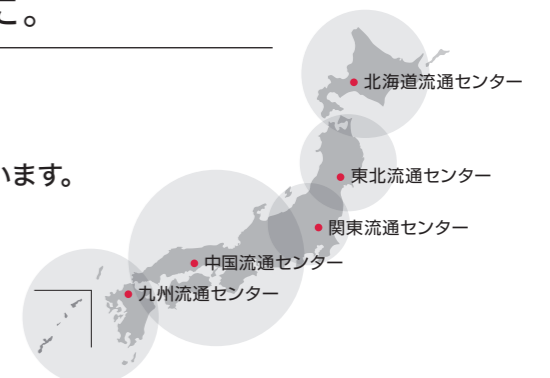 こ。
います。
北海道流通センター
東北流通センター
関東流通センター
中国流通センター
九州流通センター